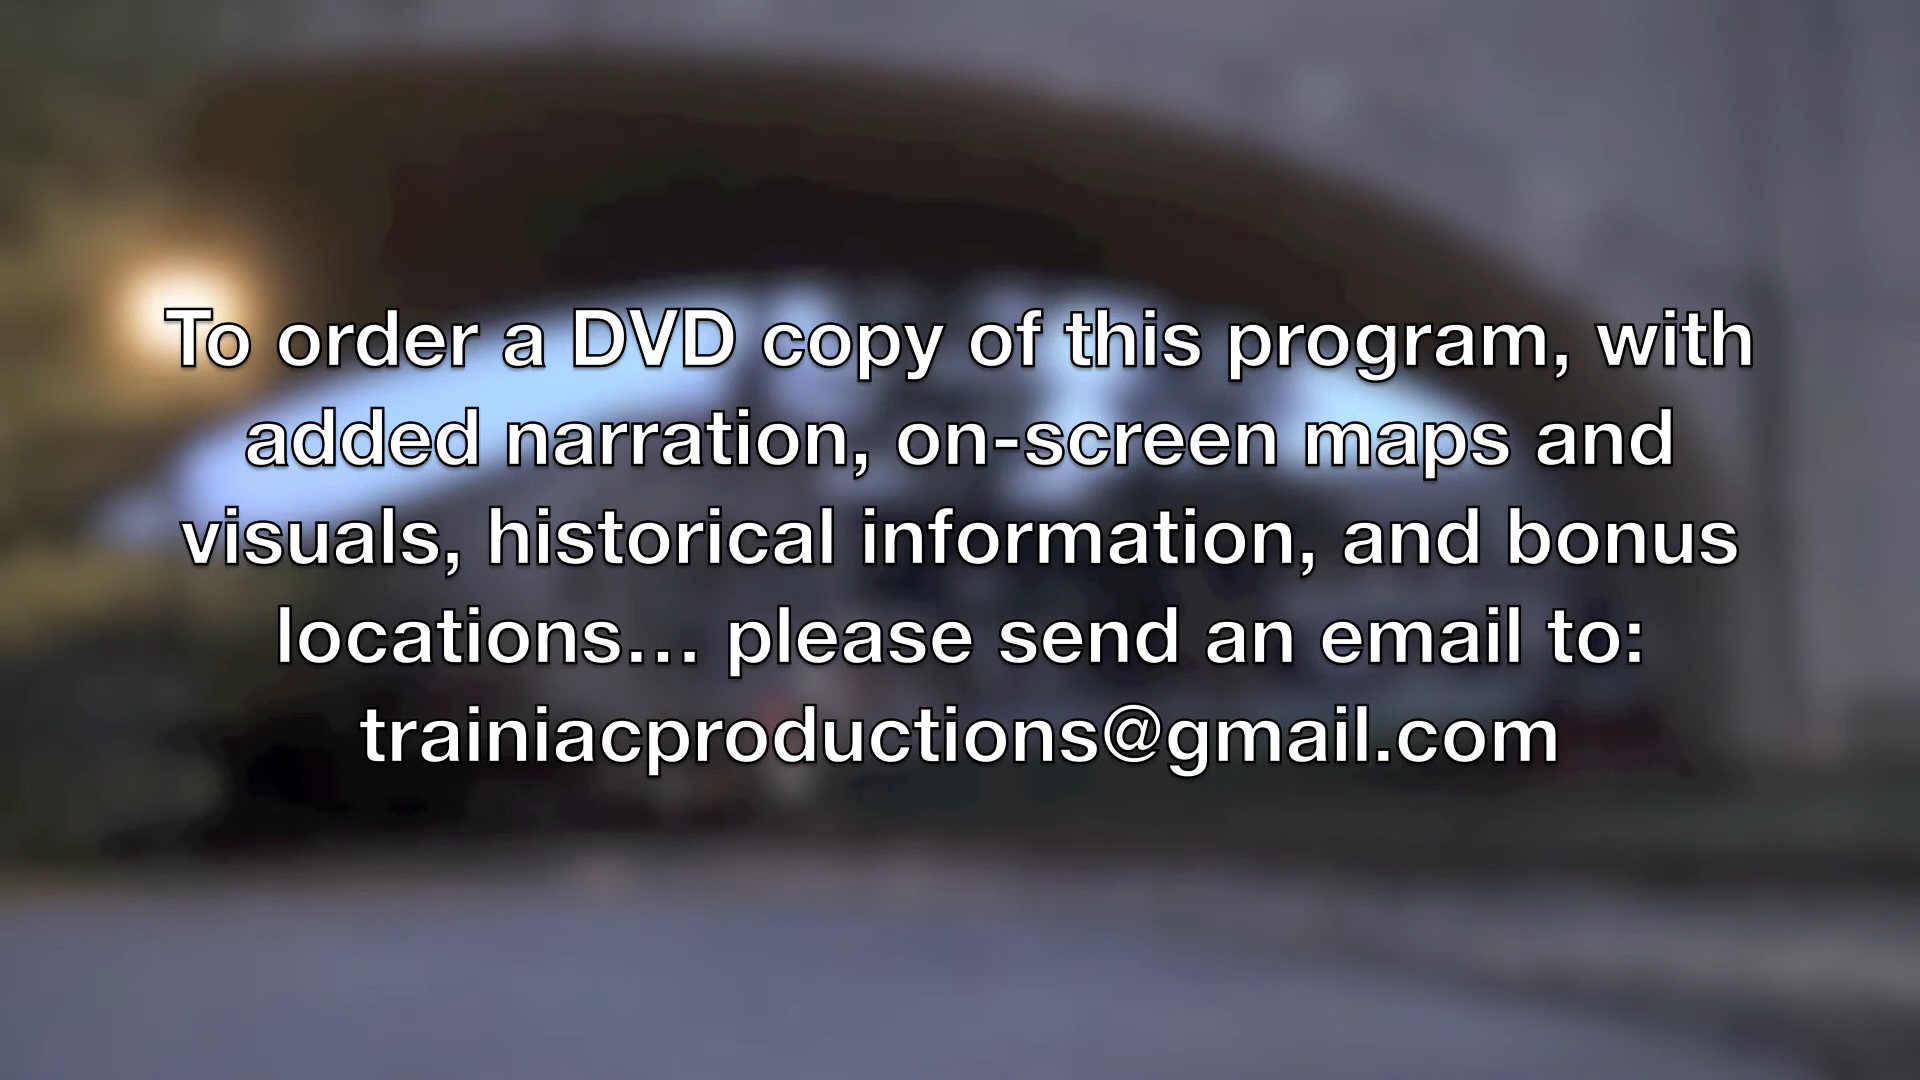 To order a DVD copy of this program, with
added narration, on-screen maps and
visuals, historical information, and bonus
locations... please send an email to:
trainiacproductions@gmail.com